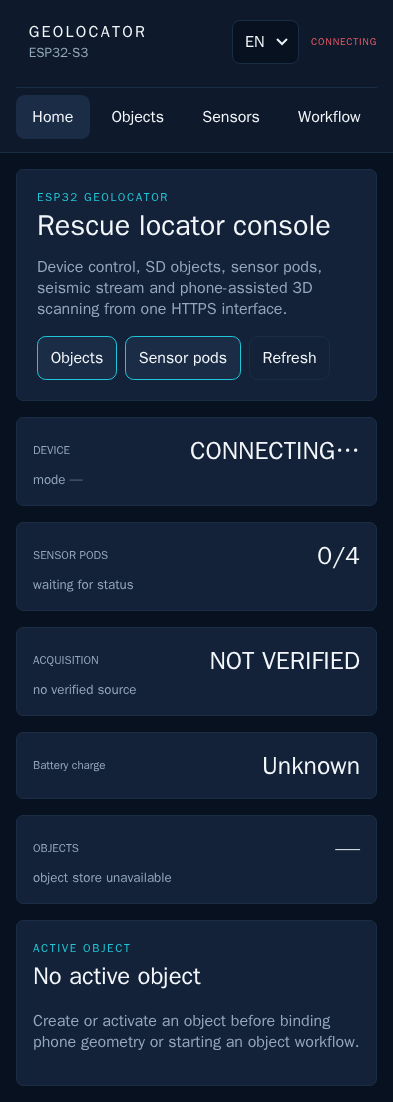 GEOLOCATOR
ESP32-S3
EN
CONNECTING
Home
Objects
Sensors
Workflow
ESP32 GEOLOCATOR
Rescue locator console
Device control, SD objects, sensor pods,
seismic stream and phone-assisted 3D
scanning from one HTTPS interface.
Objects
Sensor pods
Refresh
DEVICE
CONNECTING···
mode —
SENSOR PODS
0/4
waiting for status
ACQUISITION
NOT VERIFIED
no verified source
Battery charge
Unknown
OBJECTS
—
object store unavailable
ACTIVE OBJECT
No active object
Create or activate an object before binding
phone geometry or starting an object workflow.